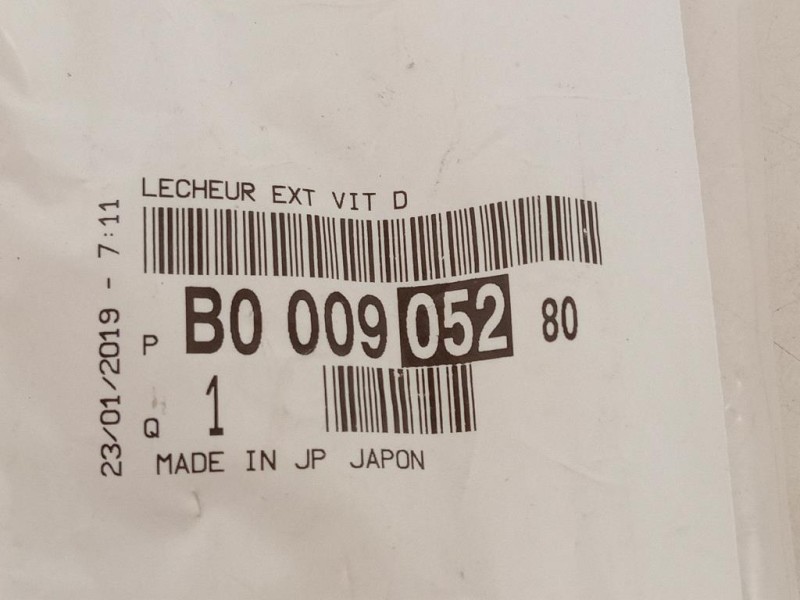 LECHEUR EXT VIT D
P B0 009 052 80
Q 1
MADE IN JP JAPON
23/01/2019 - 7:11